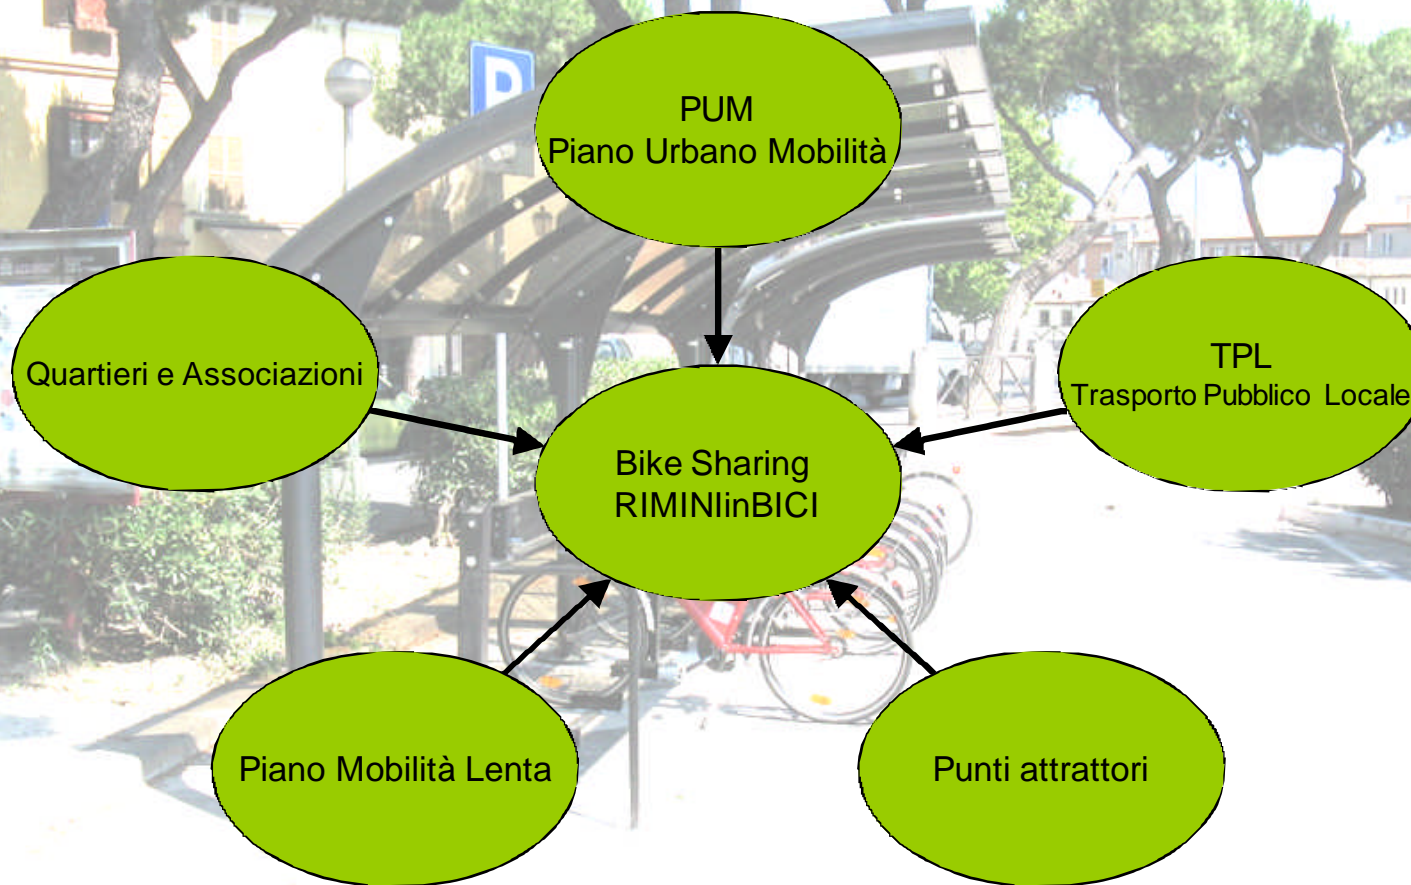 P
PUM
Piano Urbano Mobilità
Quartieri e Associazioni
TPL
Trasporto Pubblico Locale
Bike Sharing
RIMINIinBICI
Piano Mobilità Lenta
Punti attrattori